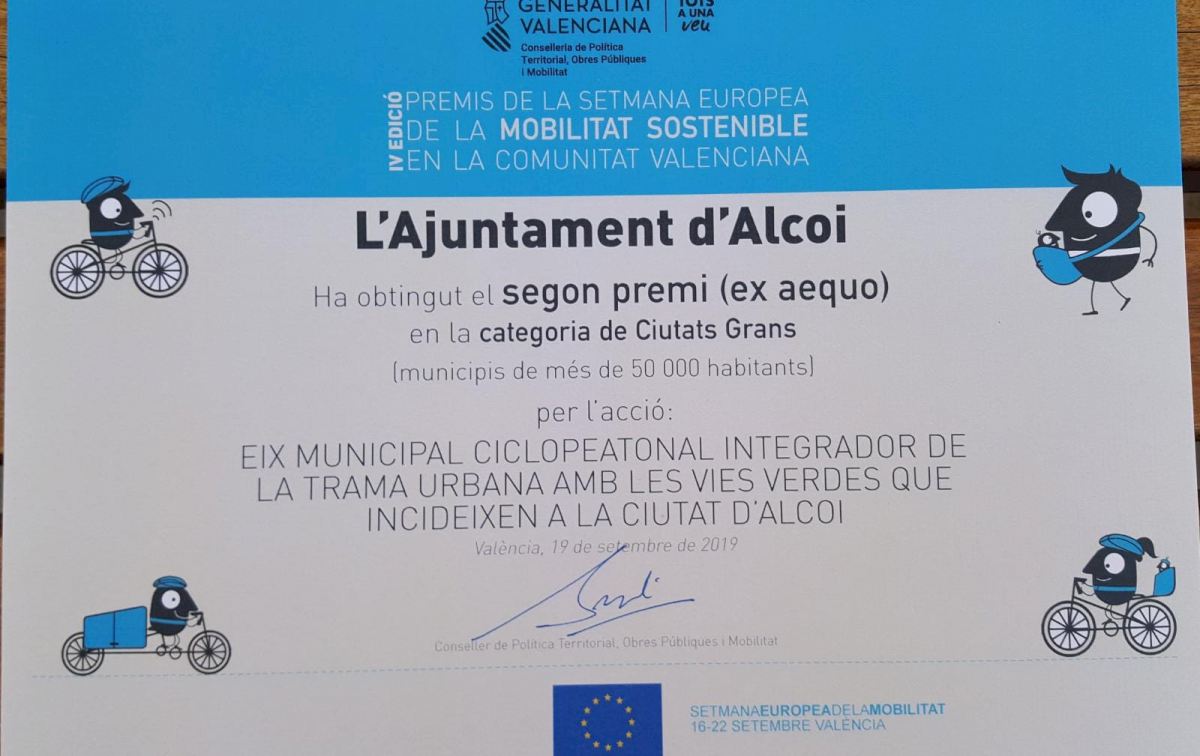 GENERALITAT
VALENCIANA
TOTS
A UNA
veu
Conselleria de Política
Territorial, Obres Públiques
i Mobilitat
IV EDICIÓ
PREMIS DE LA SETMANA EUROPEA
DE LA MOBILITAT SOSTENIBLE
EN LA COMUNITAT VALENCIANA
L'Ajuntament d'Alcoi
Ha obtingut el segon premi (ex aequo)
en la categoria de Ciutats Grans
(municipis de més de 50 000 habitants)
per l'acció:
EIX MUNICIPAL CICLOPEATONAL INTEGRADOR DE
LA TRAMA URBANA AMB LES VIES VERDES QUE
INCIDEIXEN A LA CIUTAT D'ALCOI
València, 19 de setembre de 2019
Conseller de Política Territorial, Obres Públiques i Mobilitat
SETMANAEUROPEADELAMOBILITAT
16-22 SETEMBRE VALÈNCIA